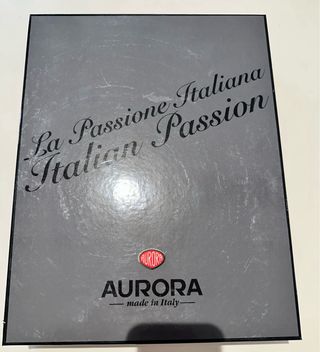 La Passione Italiana
Italian Passion
AURORA
AURORA
made in Italy